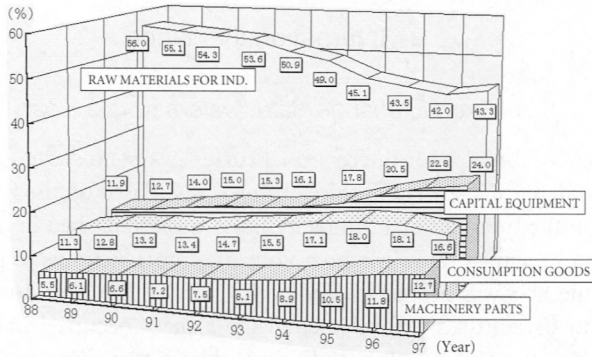 (%)
60
50
40
30
20
10
0
56.0 55.1 54.3 53.6 50.9 49.0 45.1 43.5 42.0 43.3
RAW MATERIALS FOR IND.
11.9 12.7 14.0 15.0 15.3 16.1 17.8 20.5 22.8 24.0
CAPITAL EQUIPMENT
11.3 12.8 13.2 13.4 14.7 15.5 17.1 18.0 18.1 16.6
CONSUMPTION GOODS
5.5 6.1 6.6 7.2 7.5 8.1 8.9 10.5 11.8 12.7
MACHINERY PARTS
88 89 90 91 92 93 94 95 96 97 (Year)